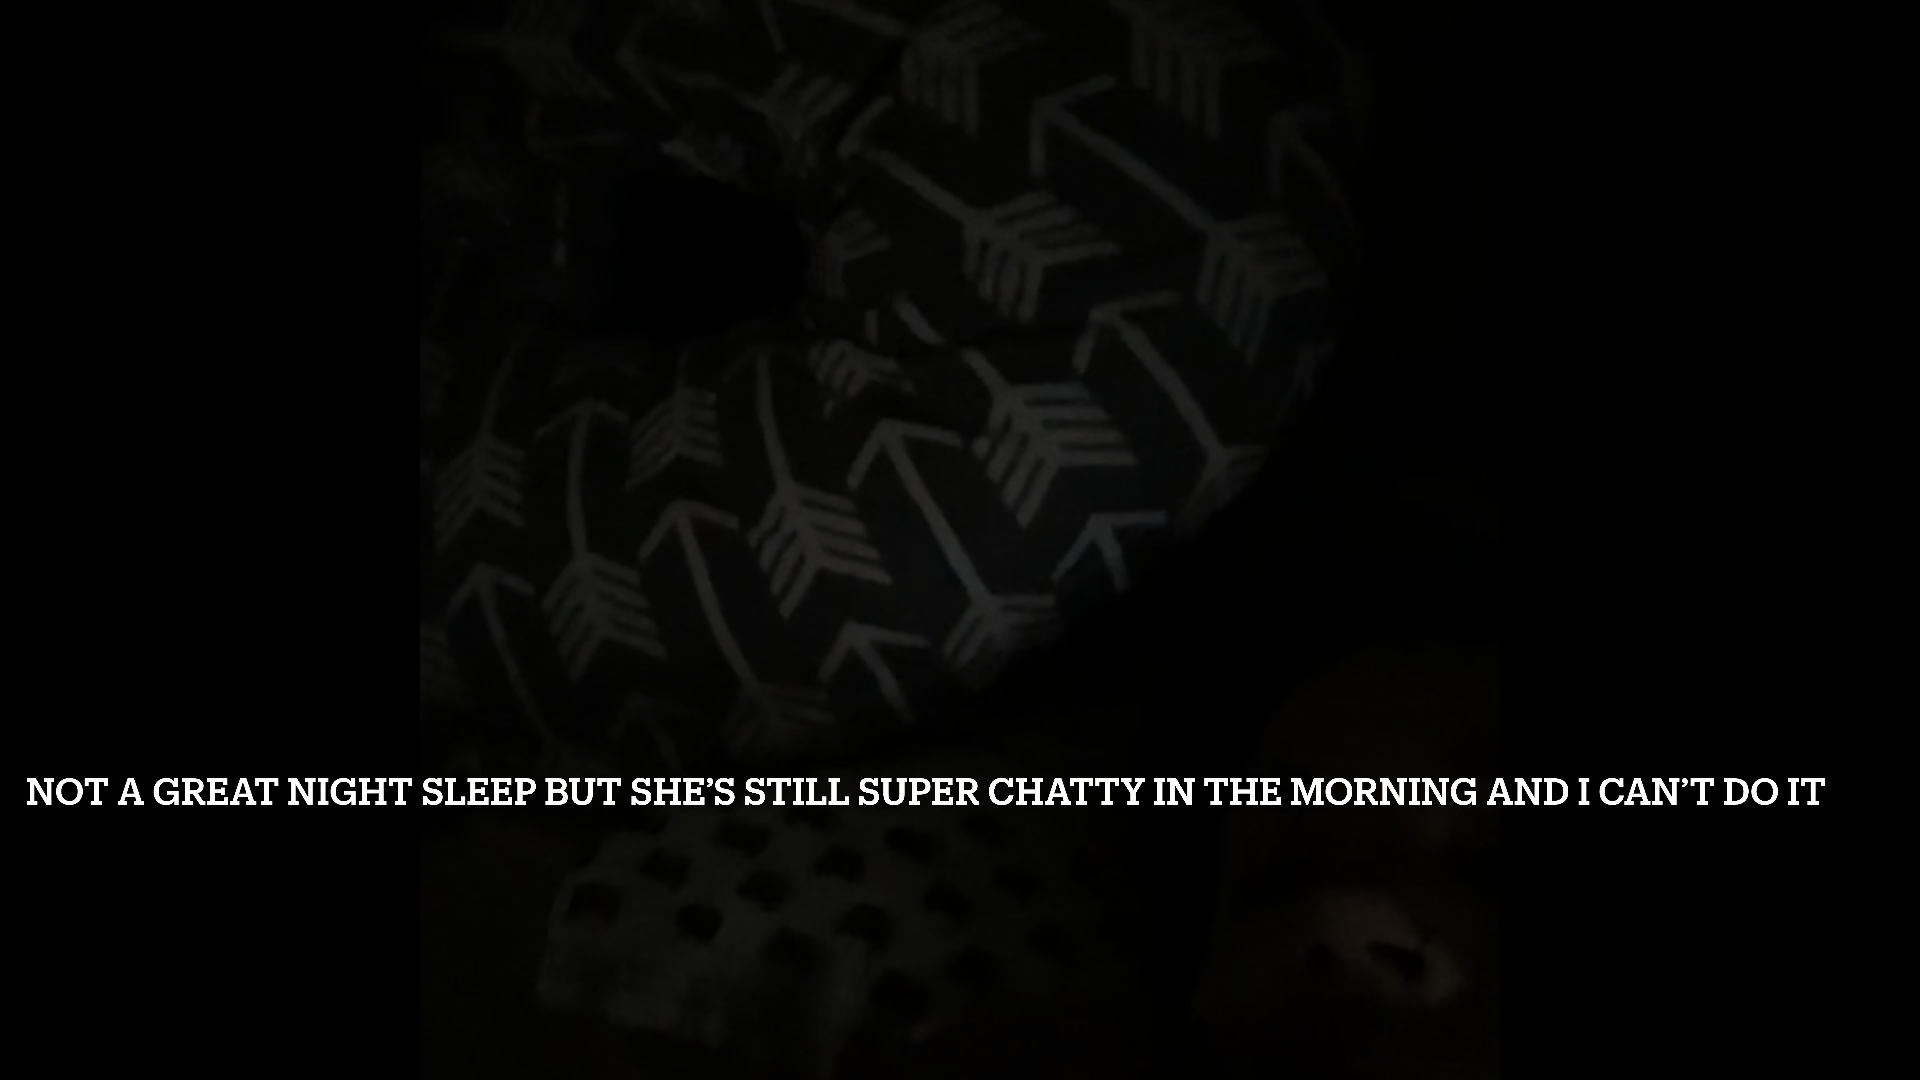 NOT A GREAT NIGHT SLEEP BUT SHE’S STILL SUPER CHATTY IN THE MORNING AND I CAN’T DO IT